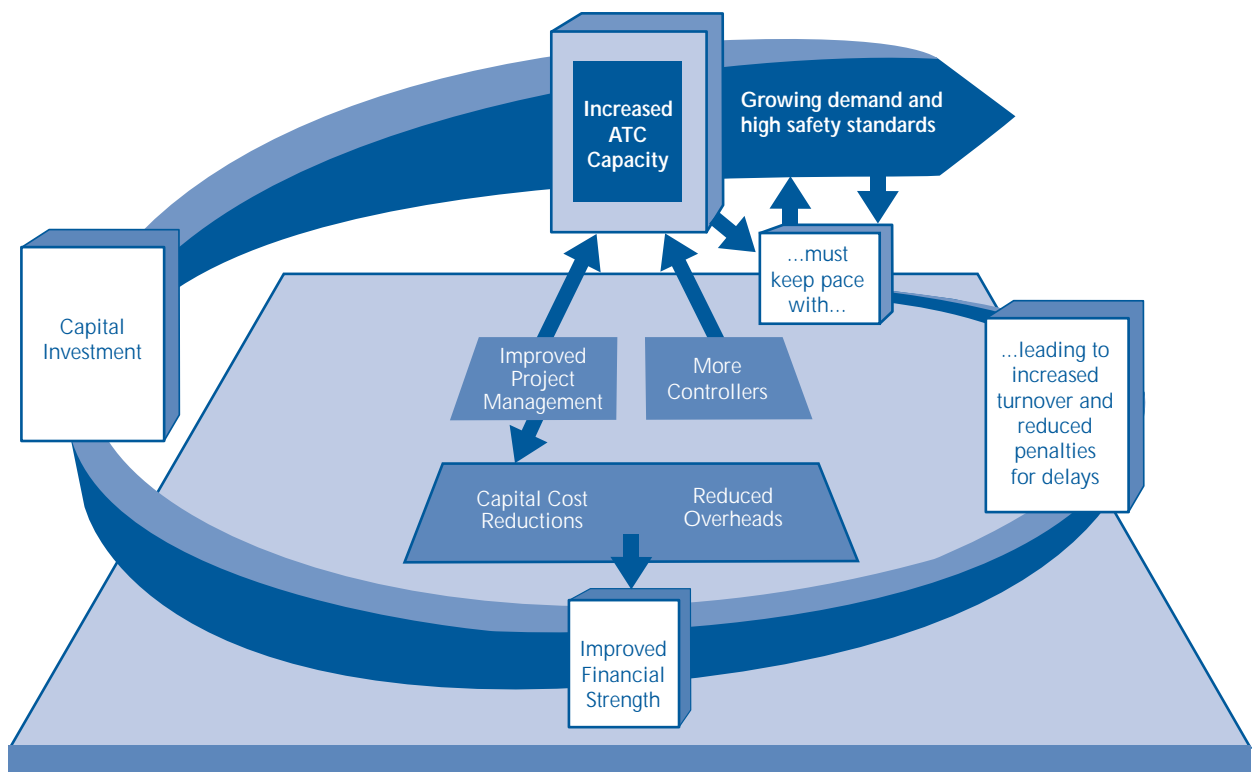 Increased
ATC
Capacity
Growing demand and
high safety standards
...must
keep pace
with...
Capital
Investment
...leading to
increased
turnover and
reduced
penalties
for delays
Improved
Project
Management
More
Controllers
Capital Cost
Reductions
Reduced
Overheads
Improved
Financial
Strength